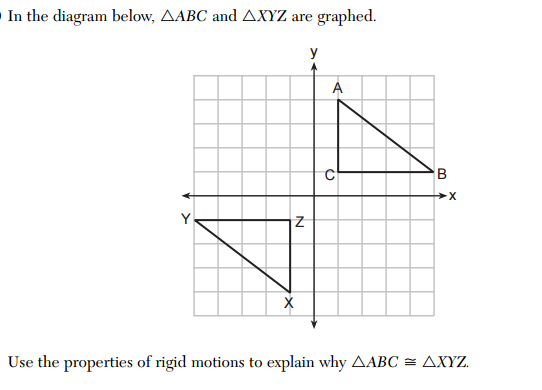 In the diagram below, △ABC and △XYZ are graphed.
y
A
C
B
x
Y
Z
X
Use the properties of rigid motions to explain why △ABC ≅ △XYZ.